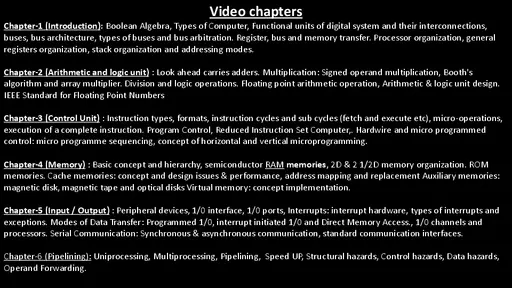 Video chapters
Chapter-1 (Introduction): Boolean Algebra, Types of Computer, Functional units of digital system and their interconnections,
buses, bus architecture, types of buses and bus arbitration. Register, bus and memory transfer. Processor organization, general
registers organization, stack organization and addressing modes.
Chapter-2 (Arithmetic and logic unit) : Look ahead carries adders. Multiplication: Signed operand multiplication, Booth's
algorithm and array multiplier. Division and logic operations. Floating point arithmetic operation, Arithmetic & logic unit design.
IEEE Standard for Floating Point Numbers
Chapter-3 (Control Unit) : Instruction types, formats, instruction cycles and sub cycles (fetch and execute etc), micro-operations,
execution of a complete instruction. Program Control, Reduced Instruction Set Computer,. Hardwire and micro programmed
control: micro programme sequencing, concept of horizontal and vertical microprogramming.
Chapter-4 (Memory) : Basic concept and hierarchy, semiconductor RAM memories, 2D & 2 1/2D memory organization. ROM
memories. Cache memories: concept and design issues & performance, address mapping and replacement Auxiliary memories:
magnetic disk, magnetic tape and optical disks Virtual memory: concept implementation.
Chapter-5 (Input / Output) : Peripheral devices, 1/0 interface, 1/0 ports, Interrupts: interrupt hardware, types of interrupts and
exceptions. Modes of Data Transfer: Programmed 1/0, interrupt initiated 1/0 and Direct Memory Access., 1/0 channels and
processors. Serial Communication: Synchronous & asynchronous communication, standard communication interfaces.
Chapter-6 (Pipelining): Uniprocessing, Multiprocessing, Pipelining, Speed UP, Structural hazards, Control hazards, Data hazards,
Operand Forwarding.